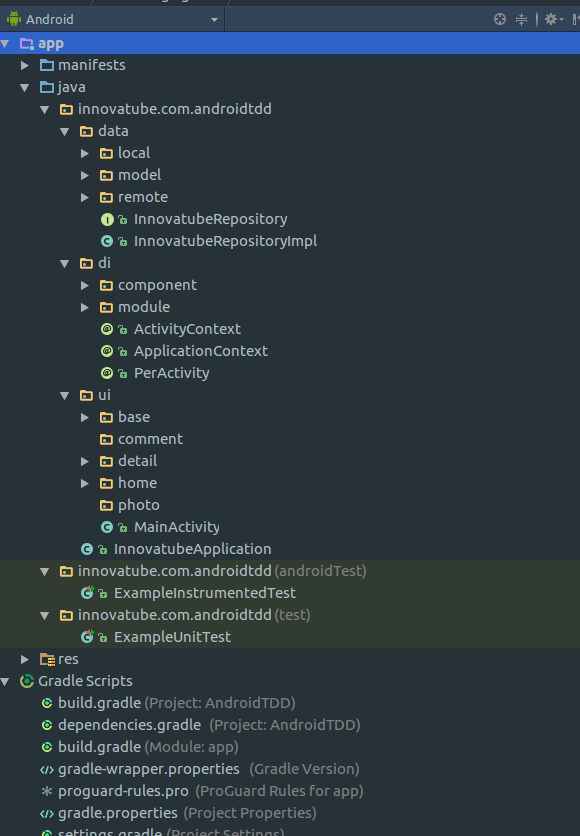 Android
app
manifests
java
innovatube.com.androidtdd
data
local
model
remote
InnovatubeRepository
InnovatubeRepositoryImpl
di
component
module
ActivityContext
ApplicationContext
PerActivity
ui
base
comment
detail
home
photo
MainActivity
InnovatubeApplication
innovatube.com.androidtdd (androidTest)
ExampleInstrumentedTest
innovatube.com.androidtdd (test)
ExampleUnitTest
res
Gradle Scripts
build.gradle (Project: AndroidTDD)
dependencies.gradle (Project: AndroidTDD)
build.gradle (Module: app)
gradle-wrapper.properties (Gradle Version)
proguard-rules.pro (ProGuard Rules for app)
gradle.properties (Project Properties)
settings.gradle (Project Settings)